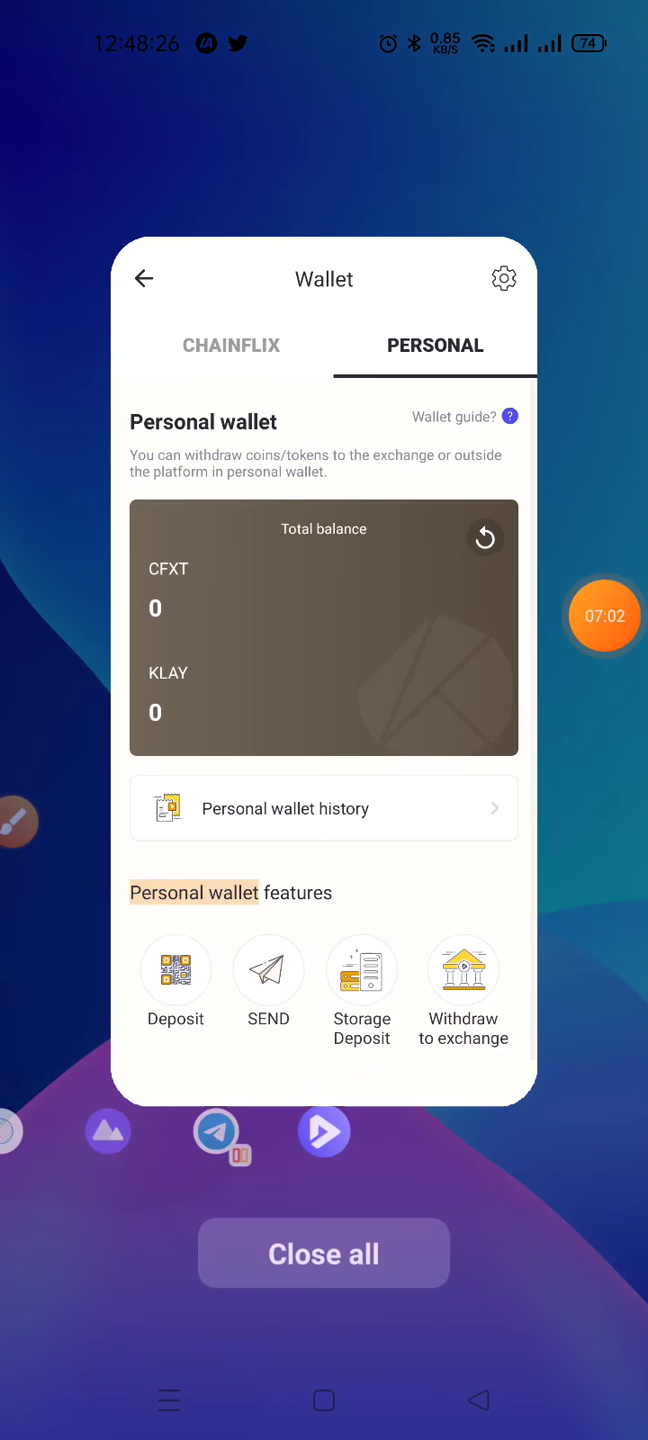 12:48:26
0.85
KB/S
74
Wallet
CHAINFLIX
PERSONAL
Personal wallet
Wallet guide? ?
You can withdraw coins/tokens to the exchange or outside
the platform in personal wallet.
Total balance
CFXT
0
KLAY
0
07:02
Personal wallet history
Personal wallet features
Deposit
SEND
Storage
Deposit
Withdraw
to exchange
Close all